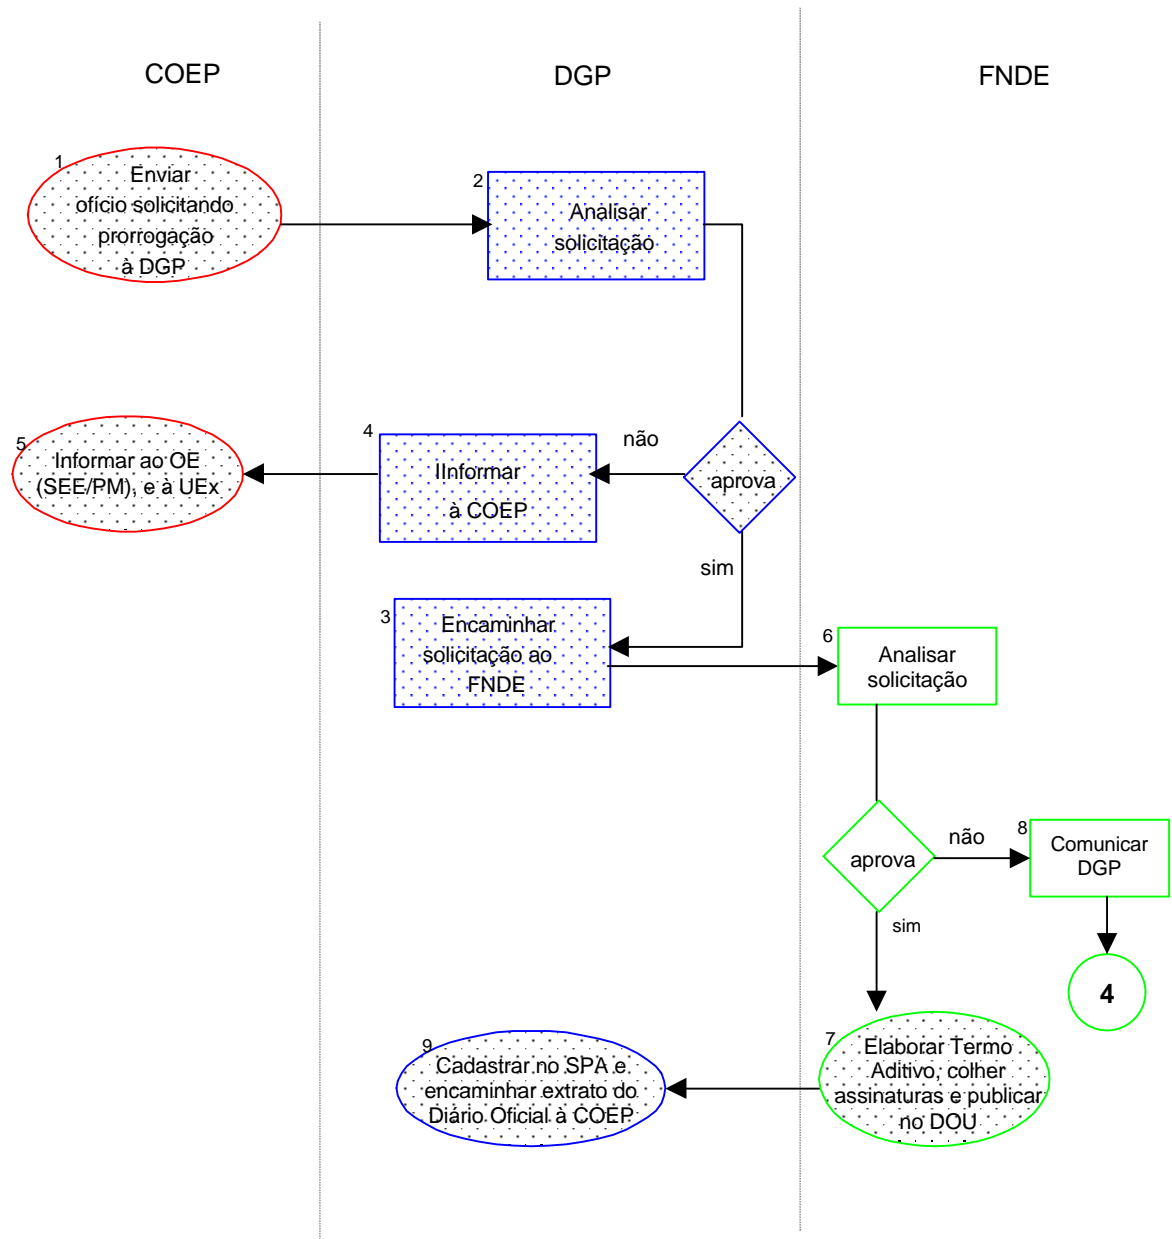 COEP
DGP
FNDE
1
Enviar
ofício solicitando
prorrogação
à DGP
2
Analisar
solicitação
não
aprova
sim
4
IInformar
à COEP
5
Informar ao OE
(SEE/PM), e à UEx
3
Encaminhar
solicitação ao
FNDE
6
Analisar
solicitação
aprova
não
sim
8
Comunicar
DGP
4
7
Elaborar Termo
Aditivo, colher
assinaturas e publicar
no DOU
9
Cadastrar no SPA e
encaminhar extrato do
Diário Oficial à COEP